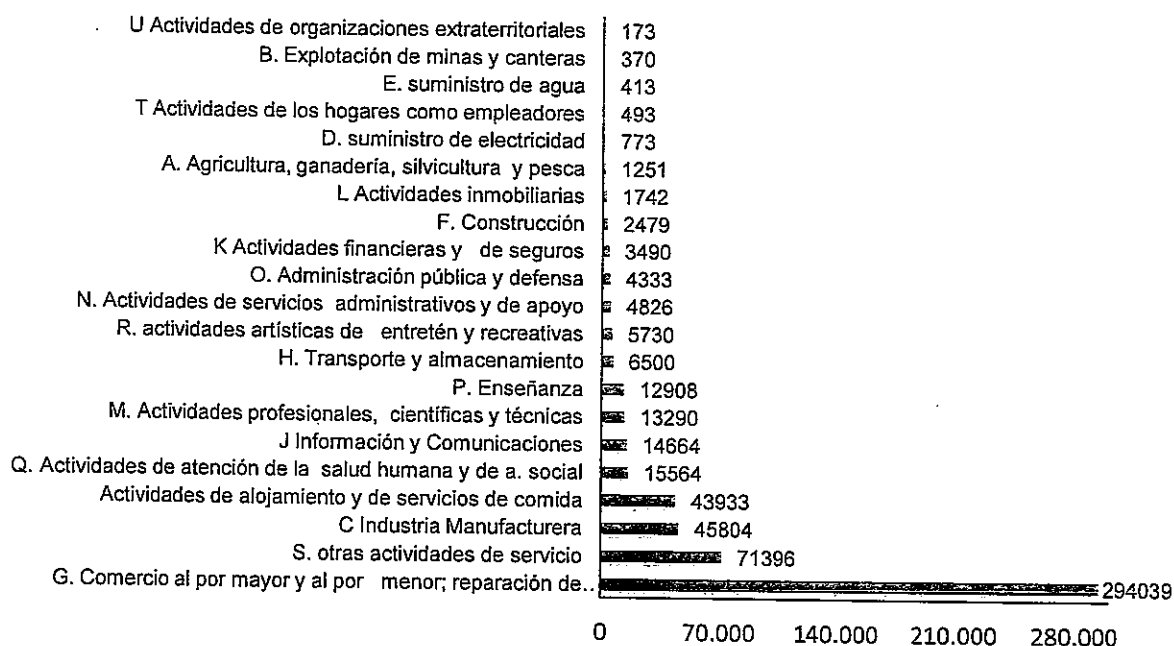 U Actividades de organizaciones extraterritoriales 173
B. Explotación de minas y canteras 370
E. suministro de agua 413
T Actividades de los hogares como empleadores 493
D. suministro de electricidad 773
A. Agricultura, ganadería, silvicultura y pesca 1251
L Actividades inmobiliarias 1742
F. Construcción 2479
K Actividades financieras y de seguros 3490
O. Administración pública y defensa 4333
N. Actividades de servicios administrativos y de apoyo 4826
R. actividades artísticas de entretén y recreativas 5730
H. Transporte y almacenamiento 6500
P. Enseñanza 12908
M. Actividades profesionales, científicas y técnicas 13290
J Información y Comunicaciones 14664
Q. Actividades de atención de la salud humana y de a. social 15564
Actividades de alojamiento y de servicios de comida 43933
C Industria Manufacturera 45804
S. otras actividades de servicio 71396
G. Comercio al por mayor y al por menor; reparación de.. 294039
0 70.000 140.000 210.000 280.000